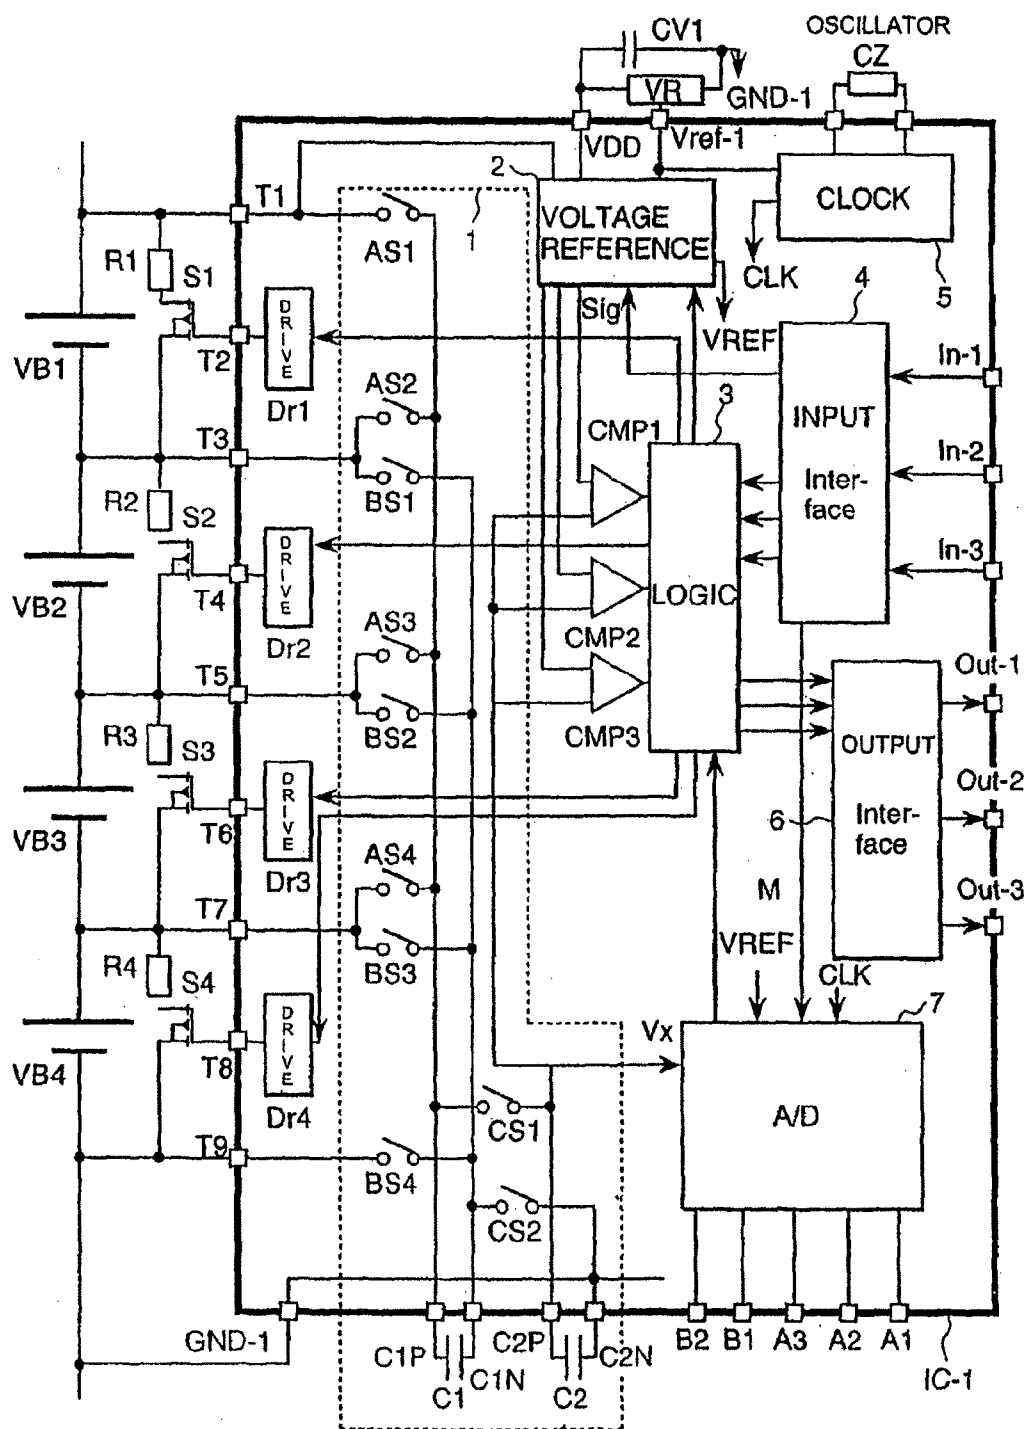 OSCILLATOR
CZ
CV1
VR
GND-1
VDD
Vref-1
2
VOLTAGE
REFERENCE
CLOCK
CLK
5
T1
AS1
1
R1
S1
DRIVE
T2
Dr1
VB1
Sig
VREF
4
INPUT
Inter-
face
In-1
In-2
In-3
AS2
T3
BS1
CMP1
3
LOGIC
R2
S2
DRIVE
T4
Dr2
VB2
CMP2
AS3
T5
BS2
CMP3
R3
S3
DRIVE
T6
Dr3
VB3
OUTPUT
Inter-
face
6
Out-1
Out-2
Out-3
AS4
T7
BS3
M
VREF
CLK
7
R4
S4
DRIVE
T8
Dr4
VB4
Vx
A/D
CS1
T9
BS4
CS2
GND-1
C1P
C1
C1N
C2P
C2
C2N
B2
B1
A3
A2
A1
IC-1